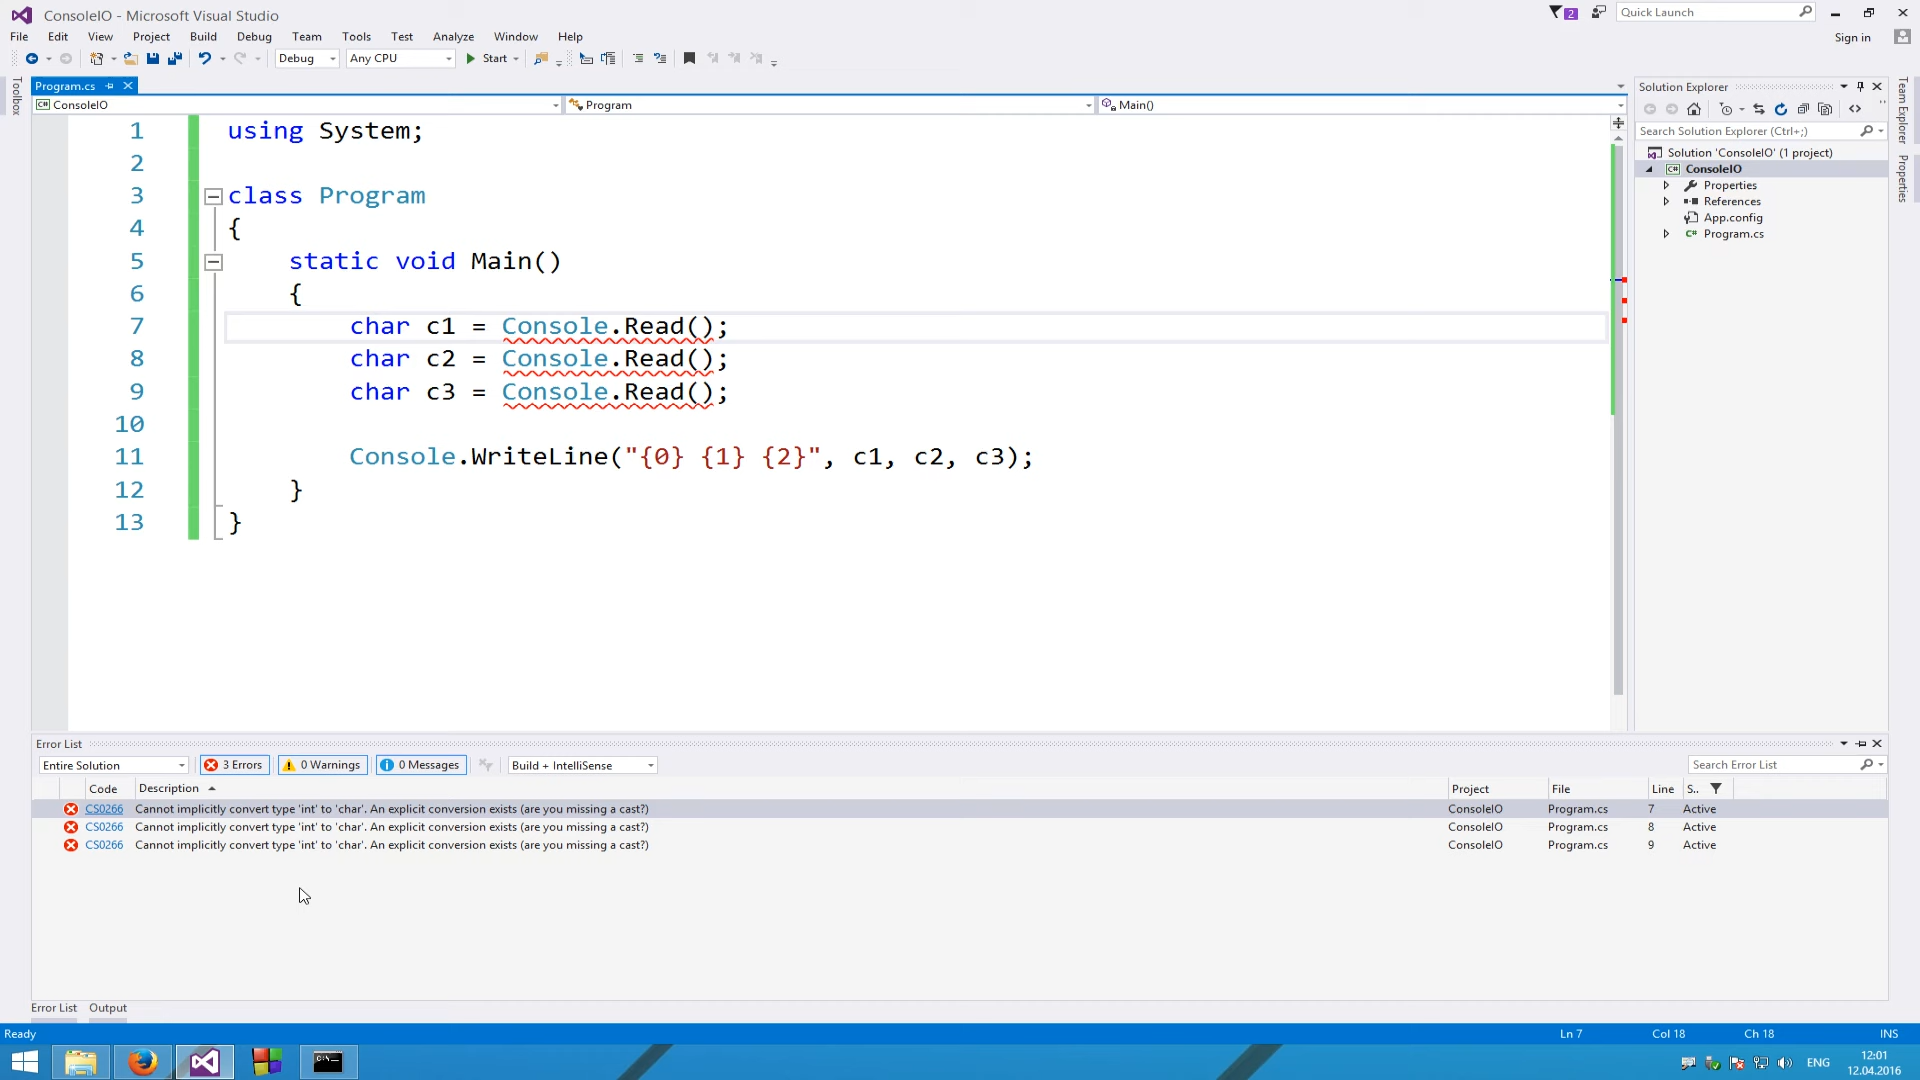 ConsoleIO - Microsoft Visual Studio
2
Quick Launch
File Edit View Project Build Debug Team Tools Test Analyze Window Help
Sign in
Debug Any CPU Start
Toolbox
Program.cs
ConsoleIO Program Main()
1 using System;
2
3 class Program
4 {
5 static void Main()
6 {
7 char c1 = Console.Read();
8 char c2 = Console.Read();
9 char c3 = Console.Read();
10
11 Console.WriteLine("{0} {1} {2}", c1, c2, c3);
12 }
13 }
Solution Explorer
Search Solution Explorer (Ctrl+;)
Solution 'ConsoleIO' (1 project)
C# ConsoleIO
Properties
References
App.config
C# Program.cs
Team Explorer
Properties
Error List
Entire Solution 3 Errors 0 Warnings 0 Messages Build + IntelliSense Search Error List
Code Description Project File Line S..
CS0266 Cannot implicitly convert type 'int' to 'char'. An explicit conversion exists (are you missing a cast?) ConsoleIO Program.cs 7 Active
CS0266 Cannot implicitly convert type 'int' to 'char'. An explicit conversion exists (are you missing a cast?) ConsoleIO Program.cs 8 Active
CS0266 Cannot implicitly convert type 'int' to 'char'. An explicit conversion exists (are you missing a cast?) ConsoleIO Program.cs 9 Active
Error List Output
Ready Ln 7 Col 18 Ch 18 INS
ENG
12:01
12.04.2016